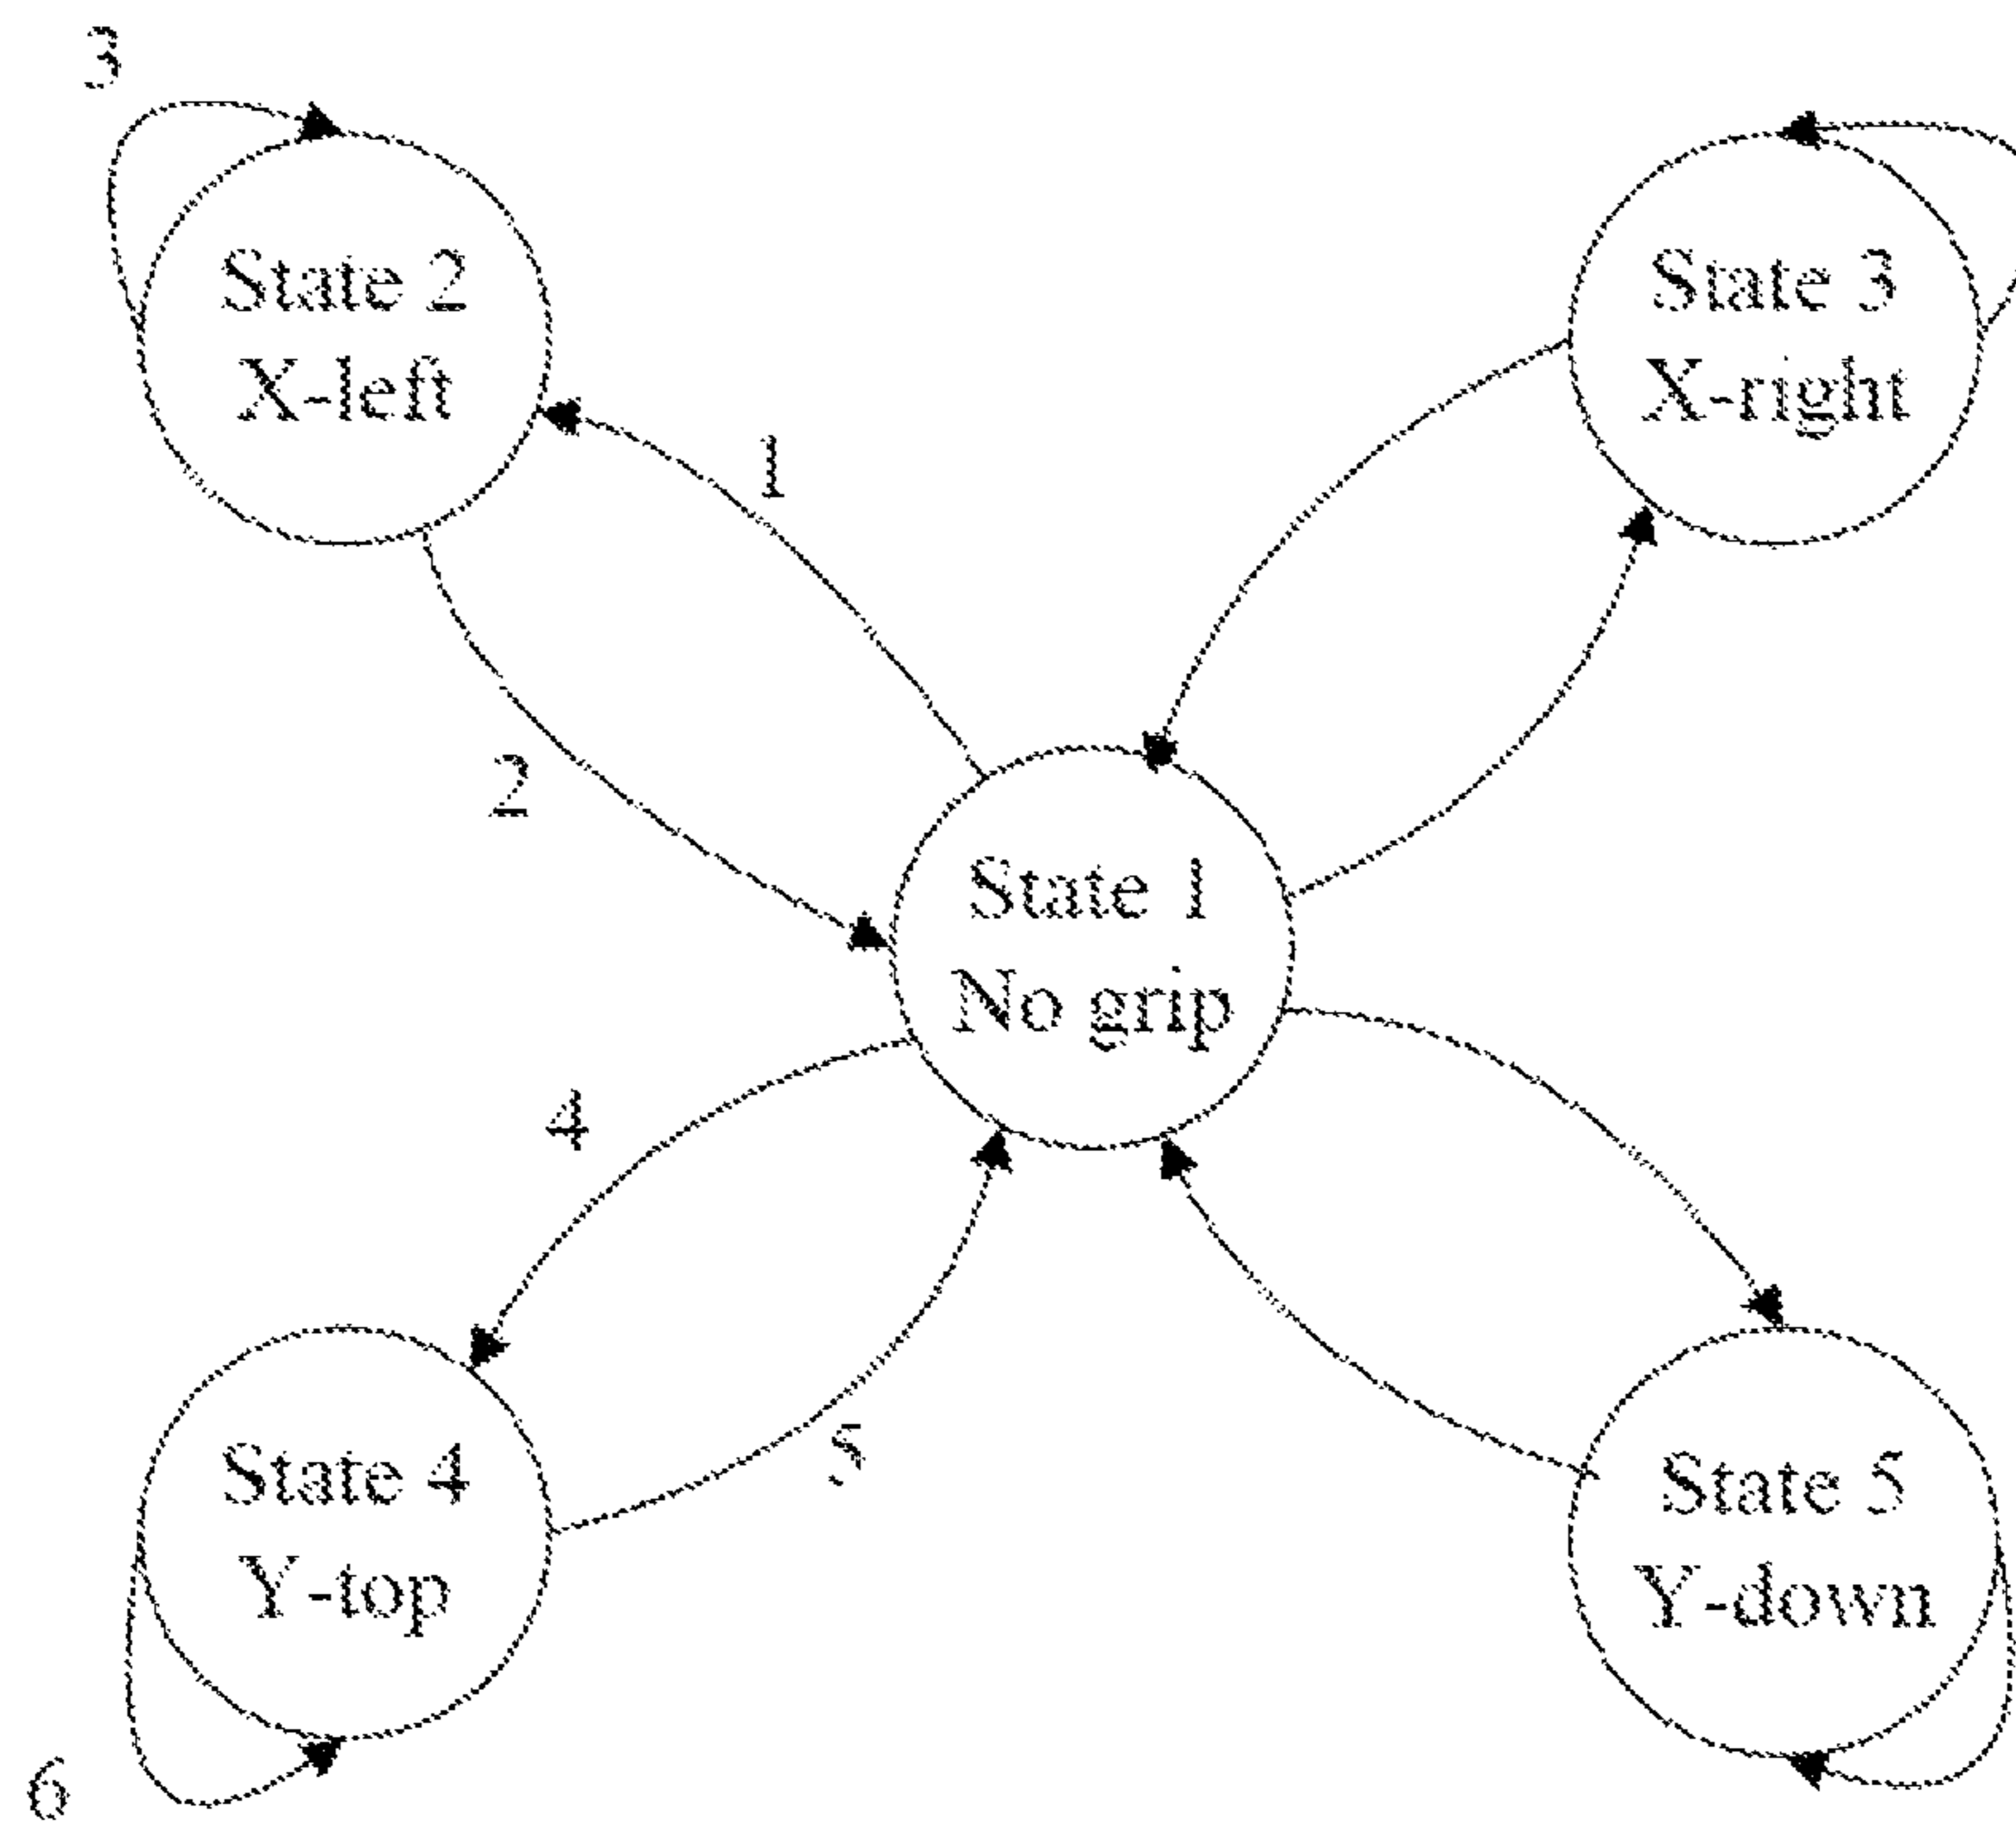 3
State 2
X-left
State 3
X-right
1
2
State 1
No grip
4
5
State 4
Y-top
State 5
Y-down
6